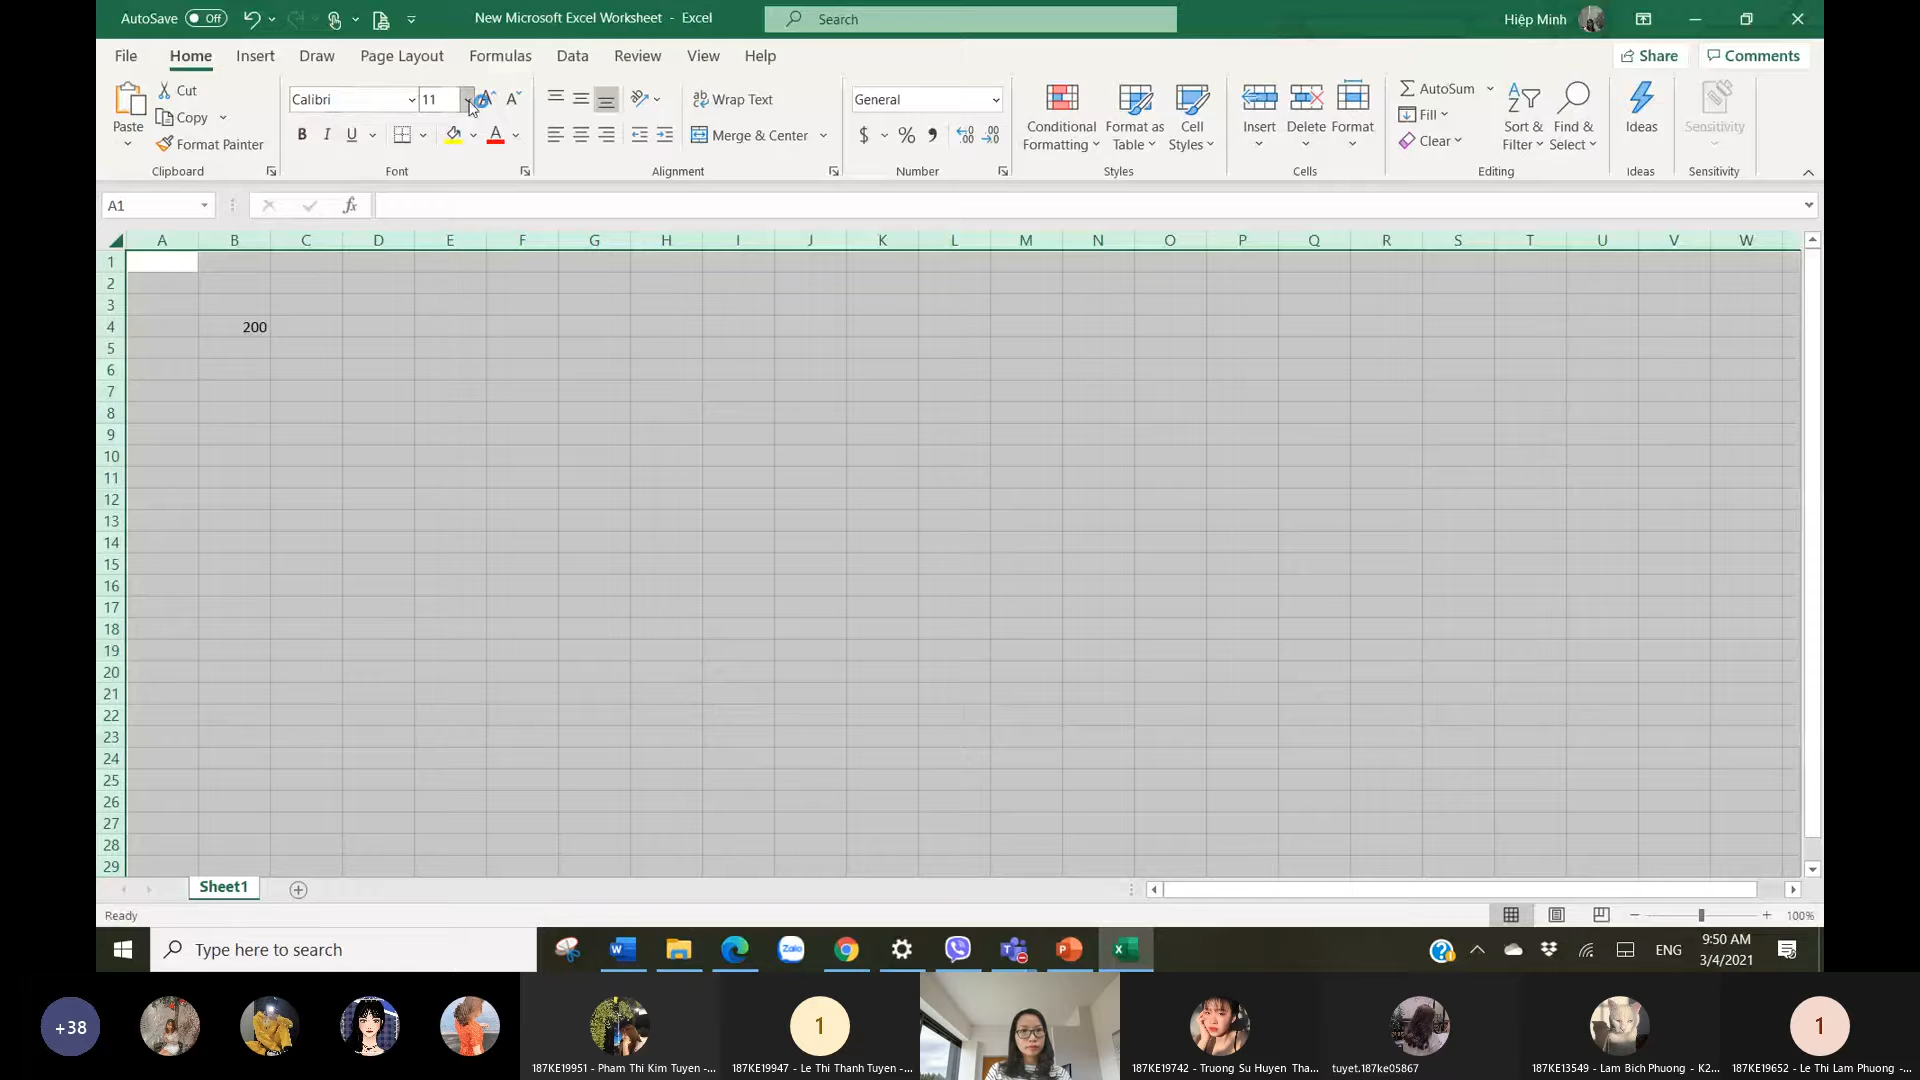 AutoSave Off New Microsoft Excel Worksheet - Excel Search Hiệp Minh
File Home Insert Draw Page Layout Formulas Data Review View Help Share Comments
Paste
Cut
Copy
Format Painter
Clipboard
Calibri 11
B I U A
Font
Wrap Text
Merge & Center
Alignment
General
$ % 9
Number
Conditional Formatting
Format as Table
Cell Styles
Styles
Insert Delete Format
Cells
AutoSum
Fill
Clear
Sort & Filter
Find & Select
Editing
Ideas
Ideas
Sensitivity
Sensitivity
A1 fx
A B C D E F G H I J K L M N O P Q R S T U V W
1
2
3
4 200
5
6
7
8
9
10
11
12
13
14
15
16
17
18
19
20
21
22
23
24
25
26
27
28
29
Sheet1
Ready 100%
Type here to search Zalo ENG 9:50 AM
3/4/2021
+38 1 1
187KE19951 - Pham Thi Kim Tuyen -... 187KE19947 - Le Thi Thanh Tuyen -... 187KE19742 - Truong Su Huyen Tha... tuyet.187ke05867 187KE13549 - Lam Bich Phuong - K2... 187KE19652 - Le Thi Lam Phuong -...